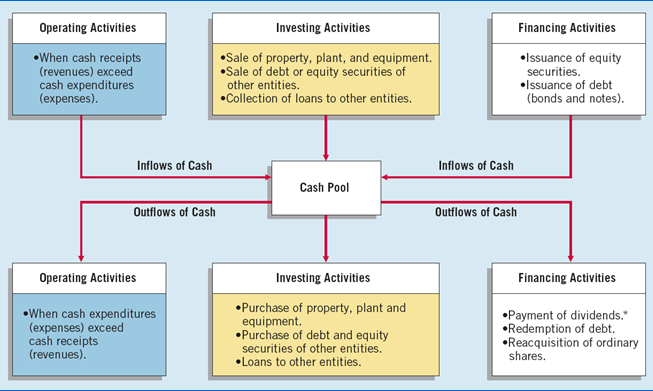 Operating Activities
•When cash receipts
(revenues) exceed
cash expenditures
(expenses).
Investing Activities
•Sale of property, plant, and equipment.
•Sale of debt or equity securities of
other entities.
•Collection of loans to other entities.
Financing Activities
•Issuance of equity
securities.
•Issuance of debt
(bonds and notes).
Inflows of Cash
Inflows of Cash
Cash Pool
Outflows of Cash
Outflows of Cash
Operating Activities
•When cash expenditures
(expenses) exceed
cash receipts
(revenues).
Investing Activities
•Purchase of property, plant and
equipment.
•Purchase of debt and equity
securities of other entities.
•Loans to other entities.
Financing Activities
•Payment of dividends.*
•Redemption of debt.
•Reacquisition of ordinary
shares.